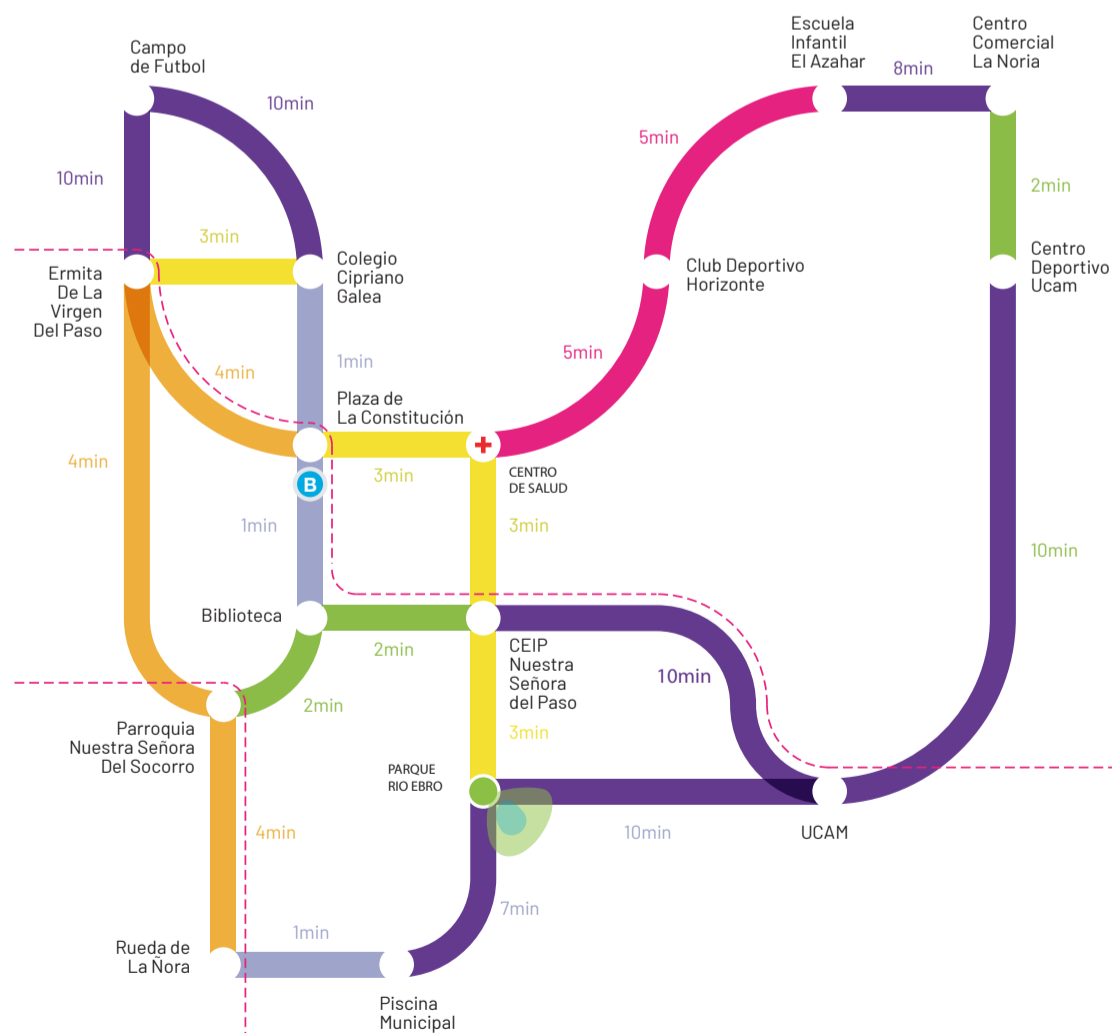 Campo
de Futbol
10min
10min
3min
Ermita
De La
Virgen
Del Paso
Colegio
Cipriano
Galea
4min
1min
Plaza de
La Constitución
4min
B
3min
1min
CENTRO
DE SALUD
3min
Escuela
Infantil
El Azahar
8min
Centro
Comercial
La Noria
5min
2min
Club Deportivo
Horizonte
Centro
Deportivo
Ucam
5min
10min
Biblioteca
2min
2min
CEIP
Nuestra
Señora
del Paso
10min
3min
Parroquia
Nuestra Señora
Del Socorro
PARQUE
RIO EBRO
4min
10min
UCAM
7min
Rueda de
La Ñora
1min
Piscina
Municipal